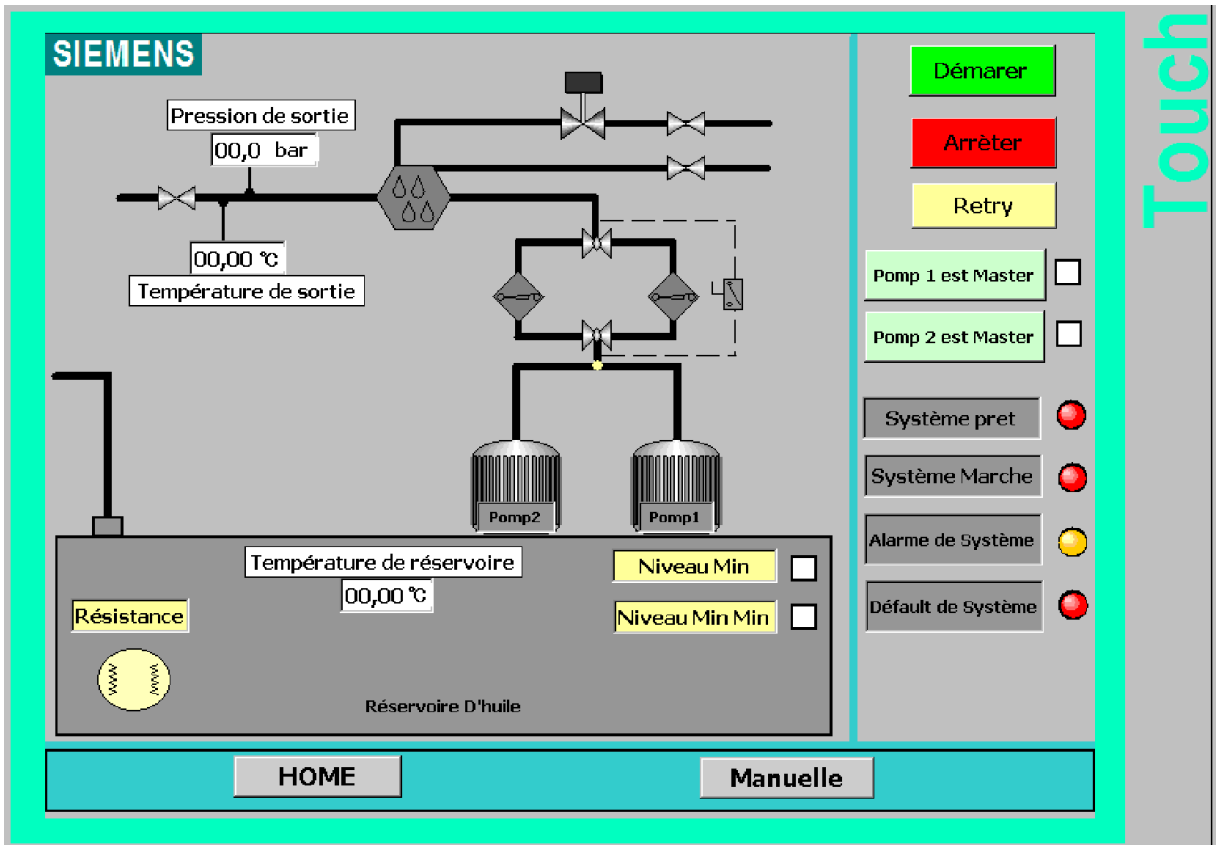 SIEMENS
Touch
Démarer
Pression de sortie
00,0 bar
Arrèter
Retry
00,00 °C
Température de sortie
Pomp 1 est Master
Pomp 2 est Master
Système pret
Système Marche
Pomp2
Pomp1
Alarme de Système
Température de réservoire
00,00 °C
Niveau Min
Résistance
Niveau Min Min
Défault de Système
Réservoire D'huile
HOME
Manuelle